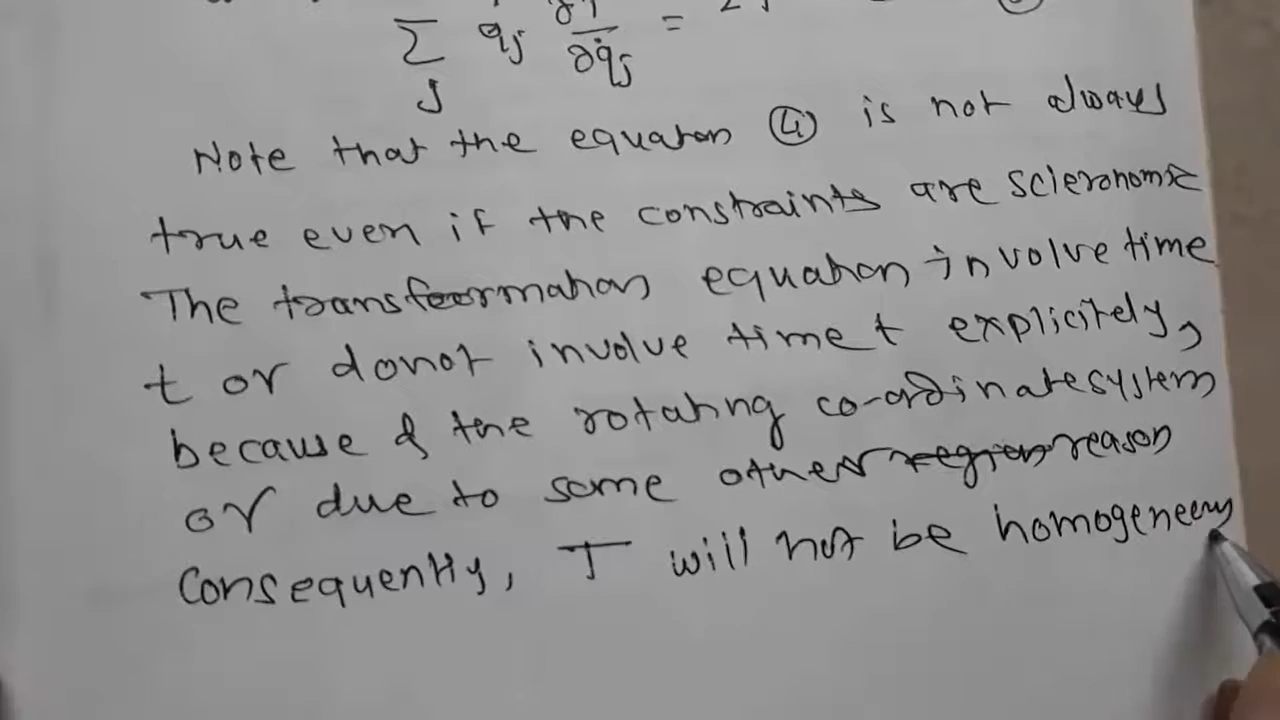 ∑ q̇j ∂T/∂q̇j = 2T
j
Note that the equation ④ is not always
true even if the constraints are scleronomic
The transformation equation involve time
t or donot involve time t explicitely,
because of the rotating co-ordinate system
or due to some other reason
Consequently, T will not be homogeneous